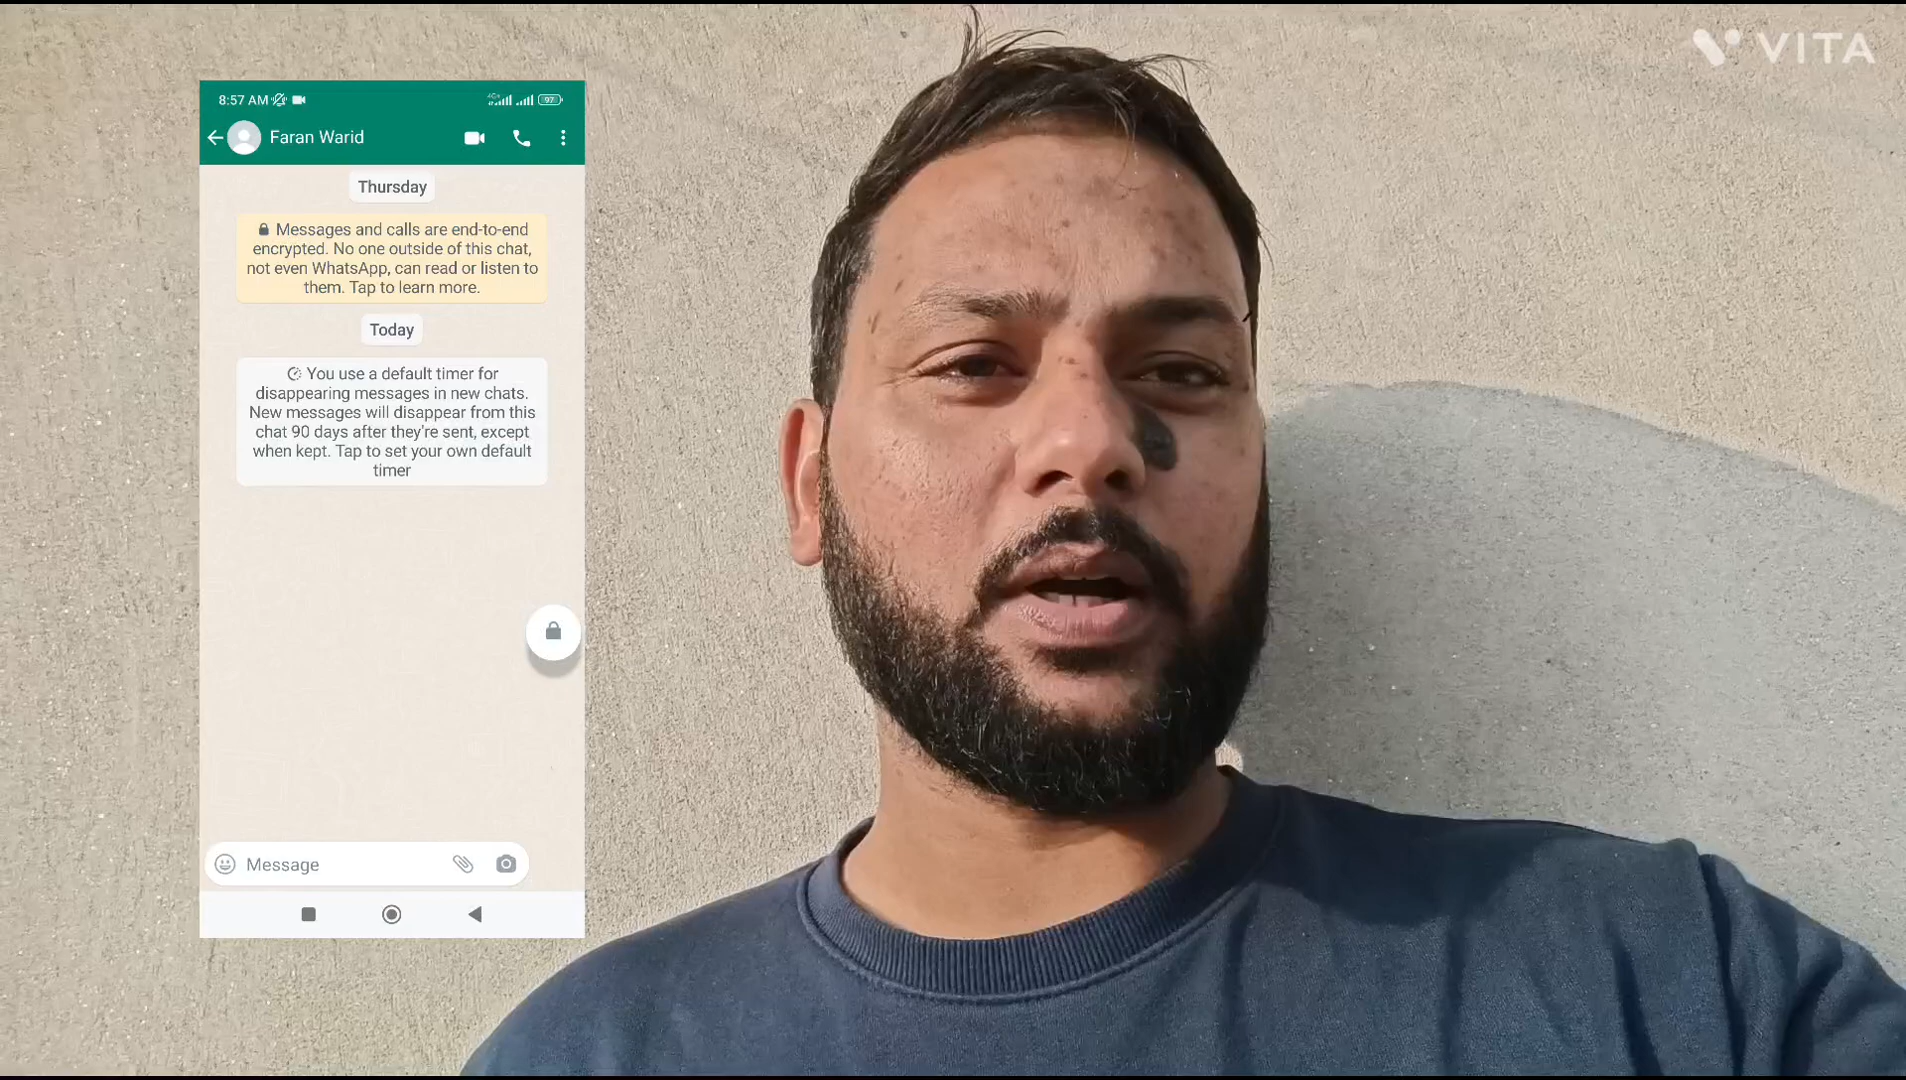 VITA
8:57 AM
4G+
97
Faran Warid
Thursday
Messages and calls are end-to-end
encrypted. No one outside of this chat,
not even WhatsApp, can read or listen to
them. Tap to learn more.
Today
You use a default timer for
disappearing messages in new chats.
New messages will disappear from this
chat 90 days after they're sent, except
when kept. Tap to set your own default
timer
Message